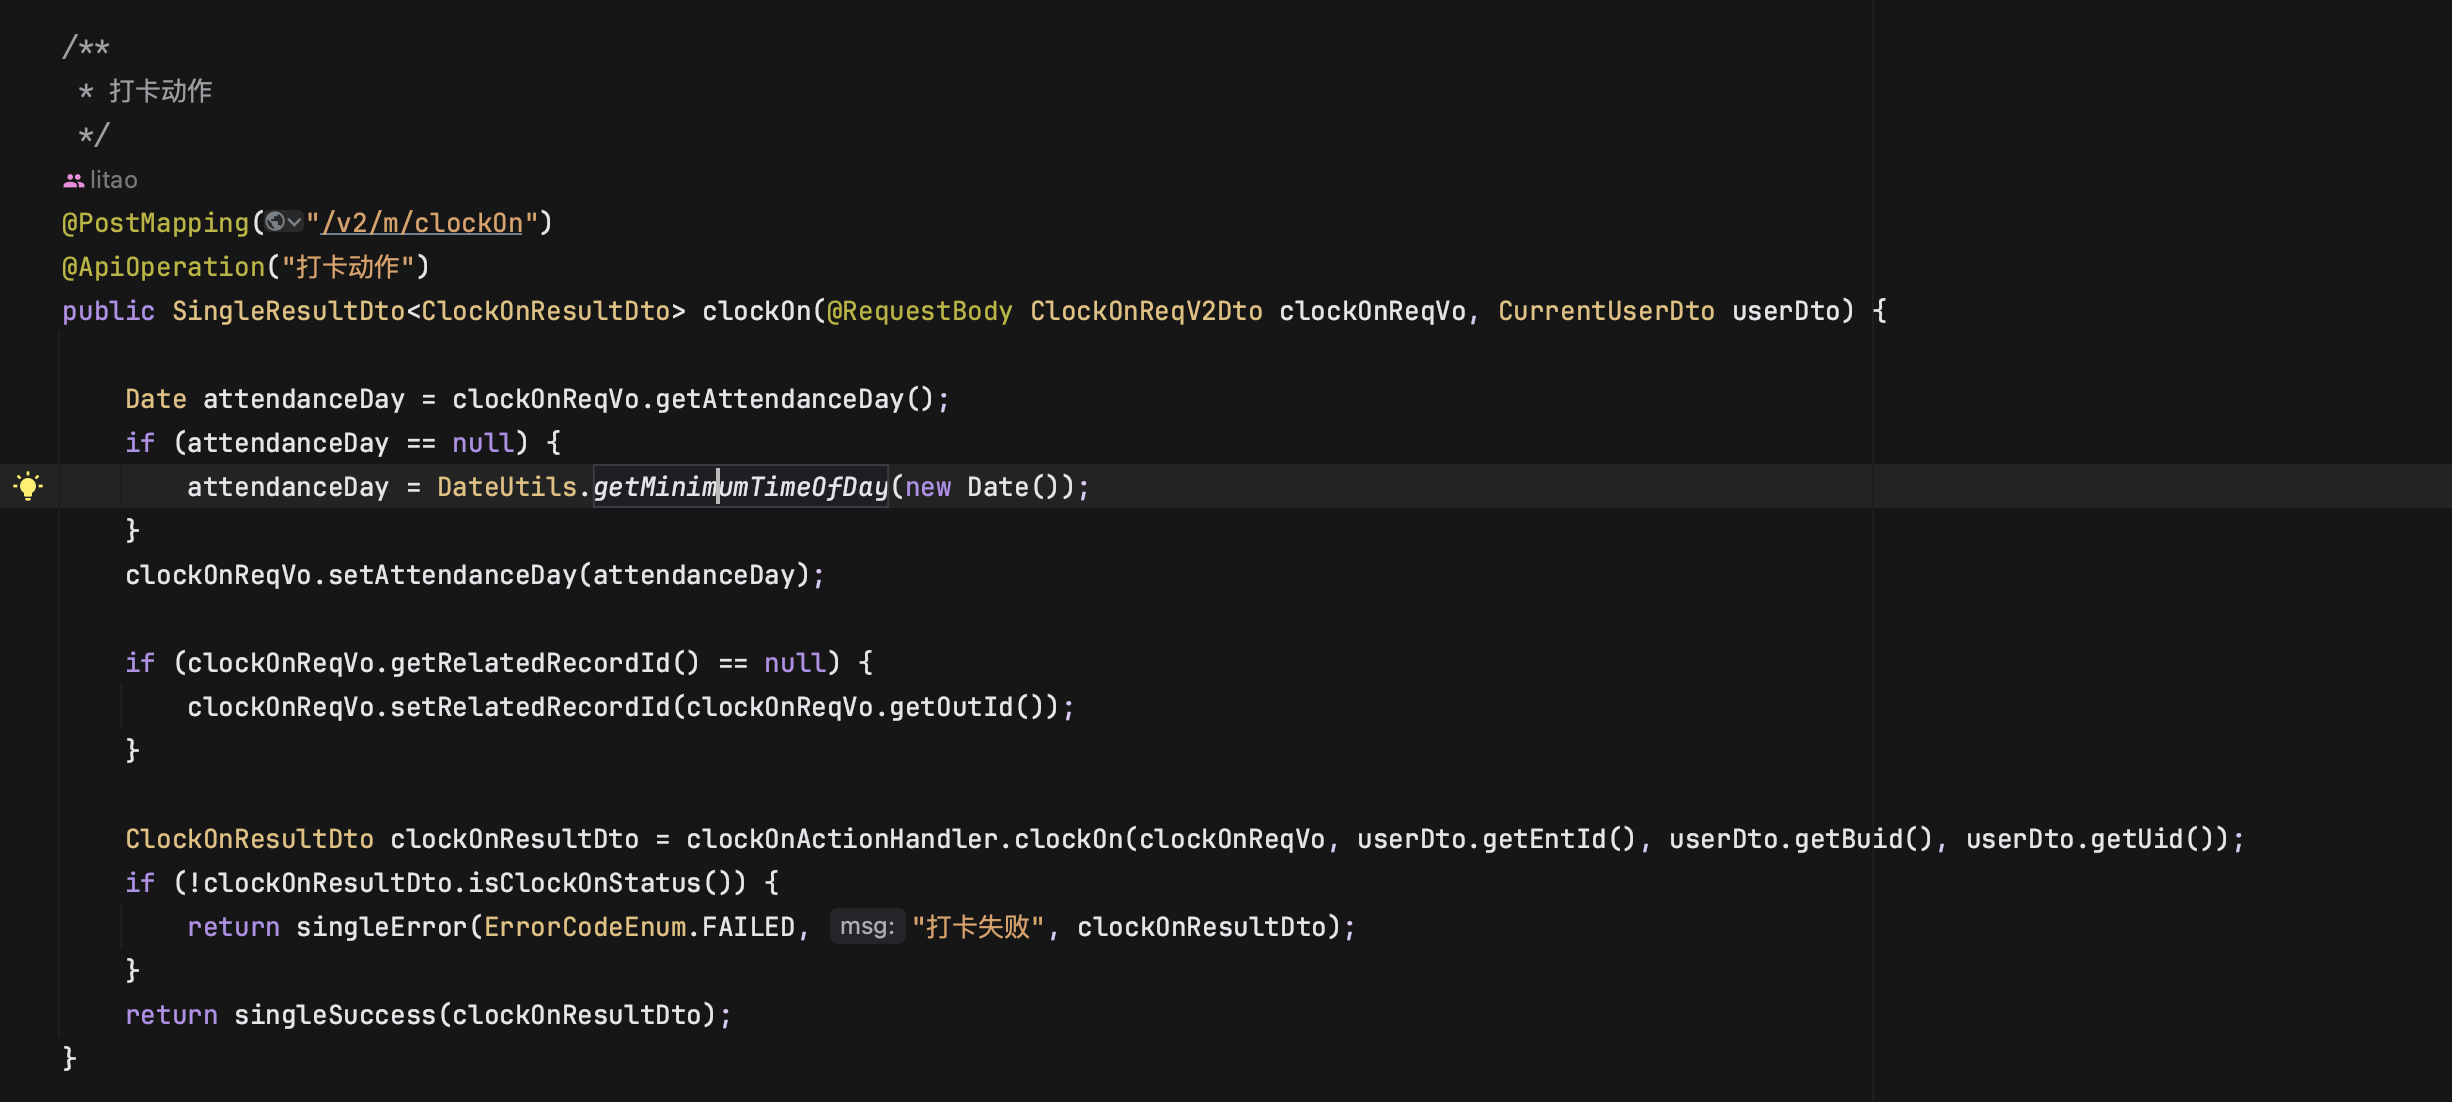 /**
 * 打卡动作
 */
litao
@PostMapping("/v2/m/clockOn")
@ApiOperation("打卡动作")
public SingleResultDto<ClockOnResultDto> clockOn(@RequestBody ClockOnReqV2Dto clockOnReqVo, CurrentUserDto userDto) {
    Date attendanceDay = clockOnReqVo.getAttendanceDay();
    if (attendanceDay == null) {
        attendanceDay = DateUtils.getMinimumTimeOfDay(new Date());
    }
    clockOnReqVo.setAttendanceDay(attendanceDay);
    if (clockOnReqVo.getRelatedRecordId() == null) {
        clockOnReqVo.setRelatedRecordId(clockOnReqVo.getOutId());
    }
    ClockOnResultDto clockOnResultDto = clockOnActionHandler.clockOn(clockOnReqVo, userDto.getEntId(), userDto.getBuid(), userDto.getUid());
    if (!clockOnResultDto.isClockOnStatus()) {
        return singleError(ErrorCodeEnum.FAILED, msg: "打卡失败", clockOnResultDto);
    }
    return singleSuccess(clockOnResultDto);
}